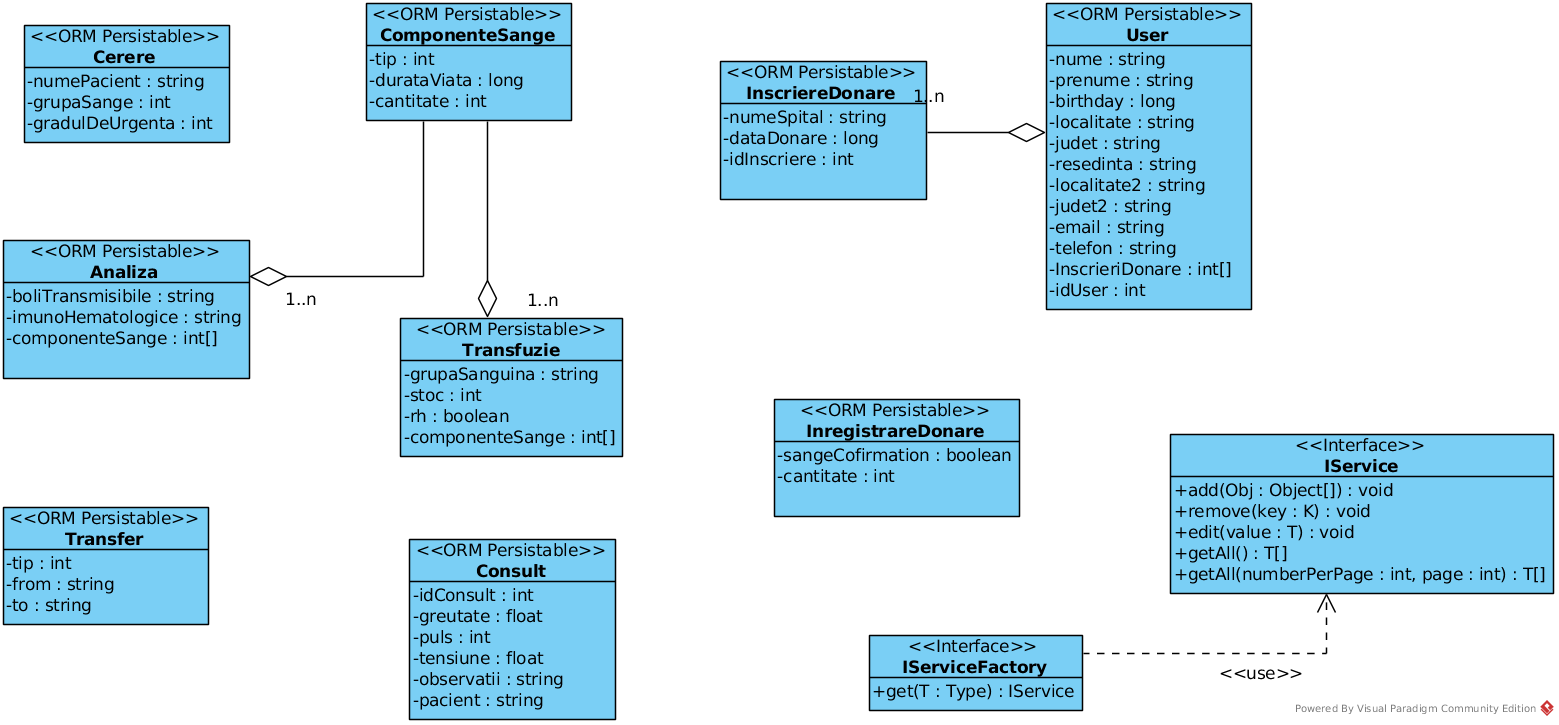 <<ORM Persistable>>
Cerere
-numePacient : string
-grupaSange : int
-gradulDeUrgenta : int
<<ORM Persistable>>
ComponenteSange
-tip : int
-durataViata : long
-cantitate : int
<<ORM Persistable>>
InscriereDonare
-numeSpital : string
-dataDonare : long
-idInscriere : int
1..n
<<ORM Persistable>>
User
-nume : string
-prenume : string
-birthday : long
-localitate : string
-judet : string
-resedinta : string
-localitate2 : string
-judet2 : string
-email : string
-telefon : string
-InscrieriDonare : int[]
-idUser : int
<<ORM Persistable>>
Analiza
-boliTransmisibile : string
-imunoHematologice : string
-componenteSange : int[]
1..n
1..n
<<ORM Persistable>>
Transfuzie
-grupaSanguina : string
-stoc : int
-rh : boolean
-componenteSange : int[]
<<ORM Persistable>>
InregistrareDonare
-sangeCofirmation : boolean
-cantitate : int
<<Interface>>
IService
+add(Obj : Object[]) : void
+remove(key : K) : void
+edit(value : T) : void
+getAll() : T[]
+getAll(numberPerPage : int, page : int) : T[]
<<ORM Persistable>>
Transfer
-tip : int
-from : string
-to : string
<<ORM Persistable>>
Consult
-idConsult : int
-greutate : float
-puls : int
-tensiune : float
-observatii : string
-pacient : string
<<Interface>>
IServiceFactory
+get(T : Type) : IService
<<use>>
Powered By Visual Paradigm Community Edition